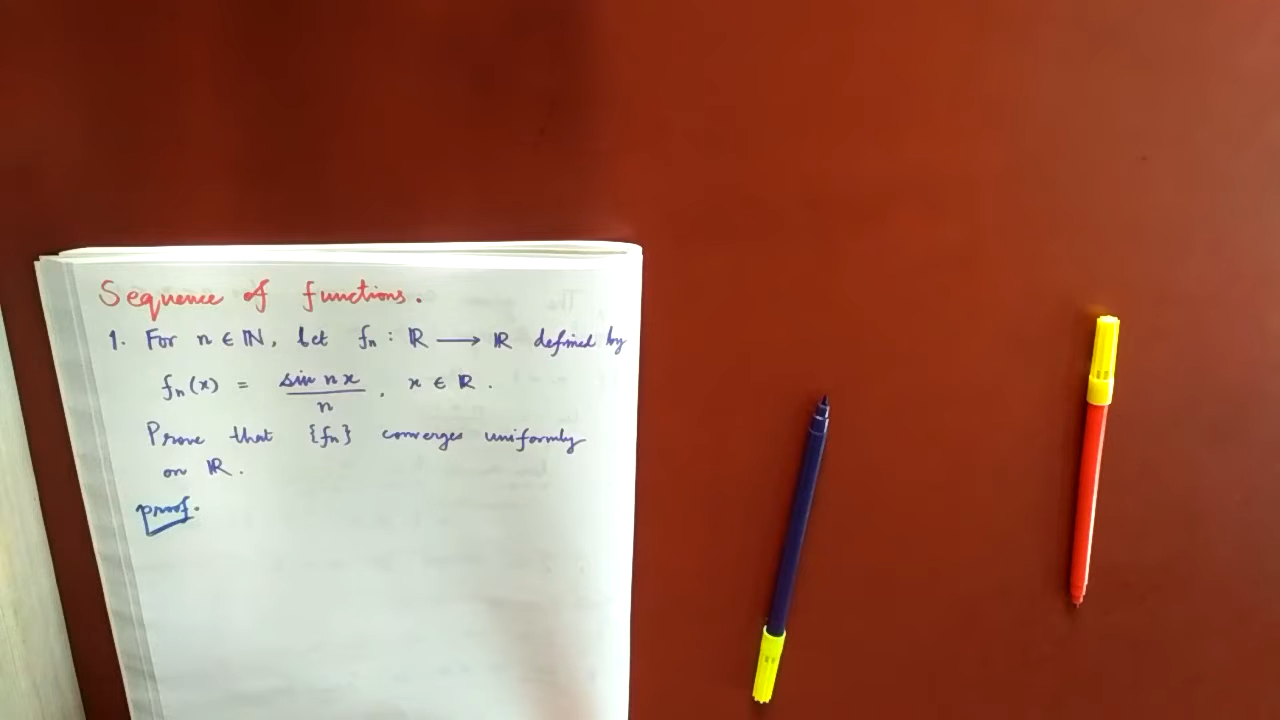 Sequence of functions.
1. For n ∈ ℕ, let fₙ : ℝ ⟶ ℝ defined by
fₙ(x) = sin nx / n , x ∈ ℝ .
Prove that {fₙ} converges uniformly
on ℝ.
proof.